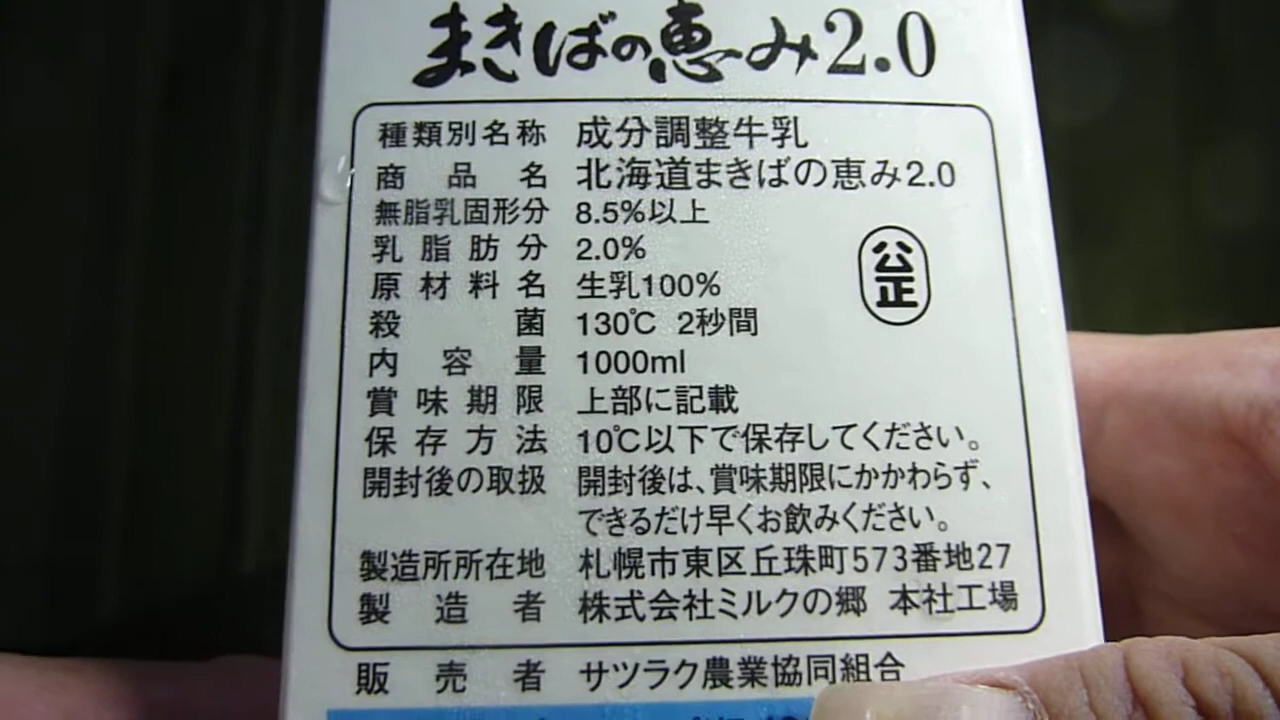 まきばの恵み2.0
種類別名称 成分調整牛乳
商品名 北海道まきばの恵み2.0
無脂乳固形分 8.5%以上
乳脂肪分 2.0%
原材料名 生乳100%
殺菌 130℃ 2秒間
内容量 1000ml
賞味期限 上部に記載
保存方法 10℃以下で保存してください。
開封後の取扱 開封後は、賞味期限にかかわらず、
できるだけ早くお飲みください。
製造所所在地 札幌市東区丘珠町573番地27
製造者 株式会社ミルクの郷 本社工場
公正
販売者 サツラク農業協同組合